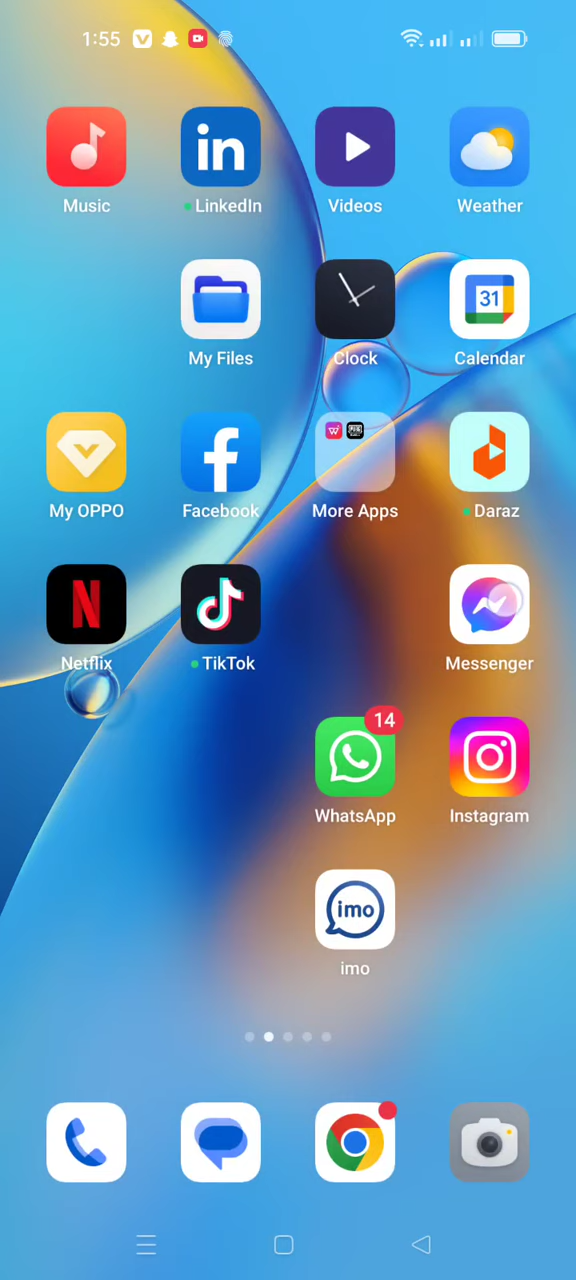 1:55
Music LinkedIn Videos Weather
31
My Files Clock Calendar
My OPPO Facebook More Apps Daraz
Netflix TikTok Messenger
14
WhatsApp Instagram
imo
imo